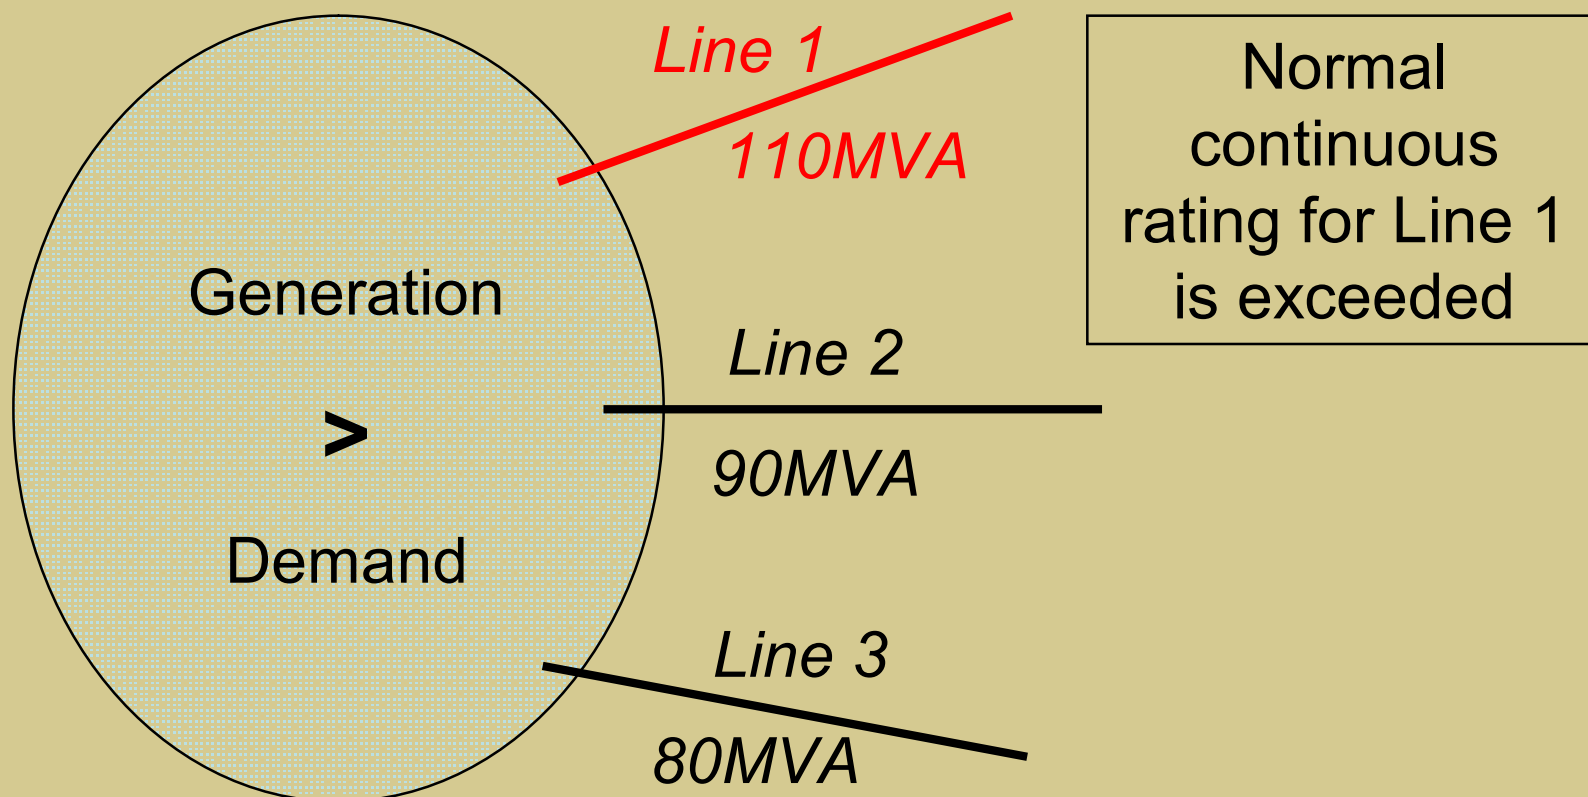 Line 1
110MVA
Normal
continuous
rating for Line 1
is exceeded
Generation
>
Demand
Line 2
90MVA
Line 3
80MVA